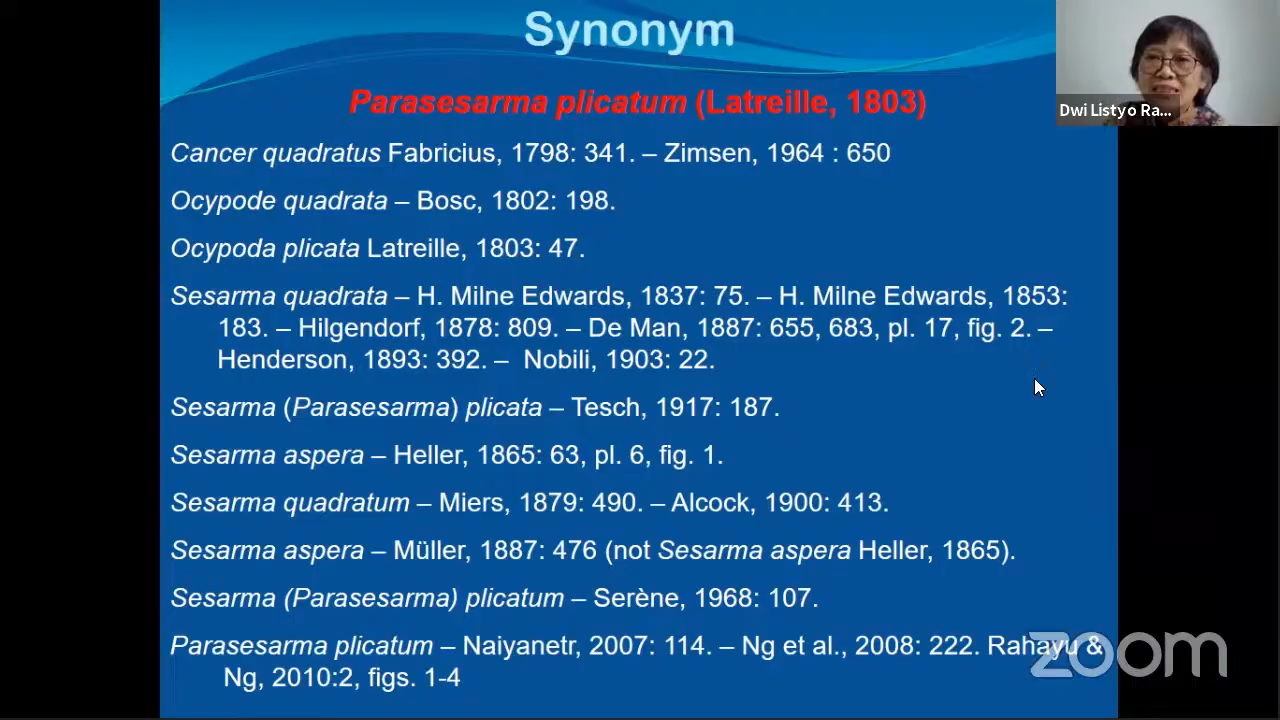 Synonym
Dwi Listyo Ra...
Parasesarma plicatum (Latreille, 1803)
Cancer quadratus Fabricius, 1798: 341. – Zimsen, 1964 : 650
Ocypode quadrata – Bosc, 1802: 198.
Ocypoda plicata Latreille, 1803: 47.
Sesarma quadrata – H. Milne Edwards, 1837: 75. – H. Milne Edwards, 1853:
183. – Hilgendorf, 1878: 809. – De Man, 1887: 655, 683, pl. 17, fig. 2. –
Henderson, 1893: 392. – Nobili, 1903: 22.
Sesarma (Parasesarma) plicata – Tesch, 1917: 187.
Sesarma aspera – Heller, 1865: 63, pl. 6, fig. 1.
Sesarma quadratum – Miers, 1879: 490. – Alcock, 1900: 413.
Sesarma aspera – Müller, 1887: 476 (not Sesarma aspera Heller, 1865).
Sesarma (Parasesarma) plicatum – Serène, 1968: 107.
Parasesarma plicatum – Naiyanetr, 2007: 114. – Ng et al., 2008: 222. Rahayu &
Ng, 2010:2, figs. 1-4
zoom